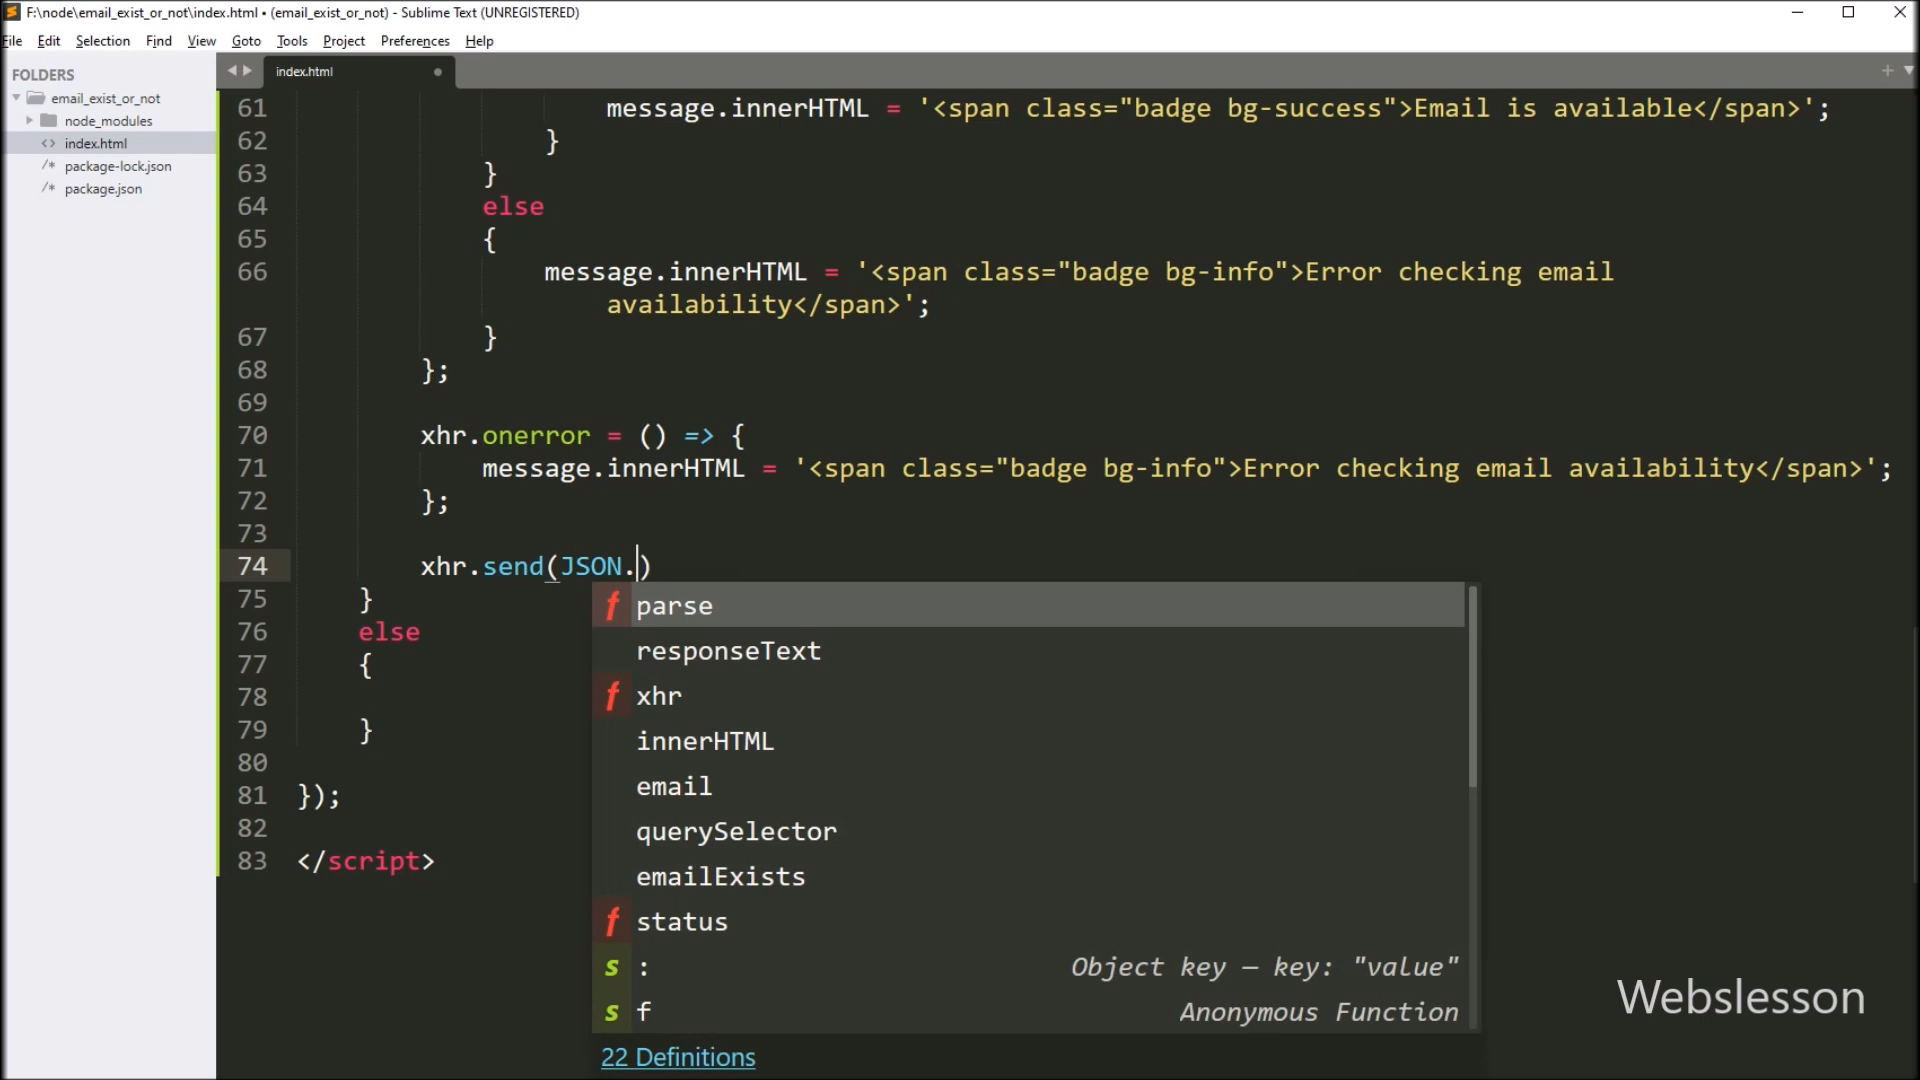 F:\node\email_exist_or_not\index.html • (email_exist_or_not) - Sublime Text (UNREGISTERED)
File Edit Selection Find View Goto Tools Project Preferences Help
FOLDERS
email_exist_or_not
node_modules
<> index.html
/* package-lock.json
/* package.json
index.html
61 message.innerHTML = '<span class="badge bg-success">Email is available</span>';
62 }
63 }
64 else
65 {
66 message.innerHTML = '<span class="badge bg-info">Error checking email
availability</span>';
67 }
68 };
69
70 xhr.onerror = () => {
71 message.innerHTML = '<span class="badge bg-info">Error checking email availability</span>';
72 };
73
74 xhr.send(JSON.)
75 }
76 else
77 {
78
79 }
80
81 });
82
83 </script>
f parse
responseText
f xhr
innerHTML
email
querySelector
emailExists
f status
s : Object key — key: "value"
s f Anonymous Function
22 Definitions
Webslesson